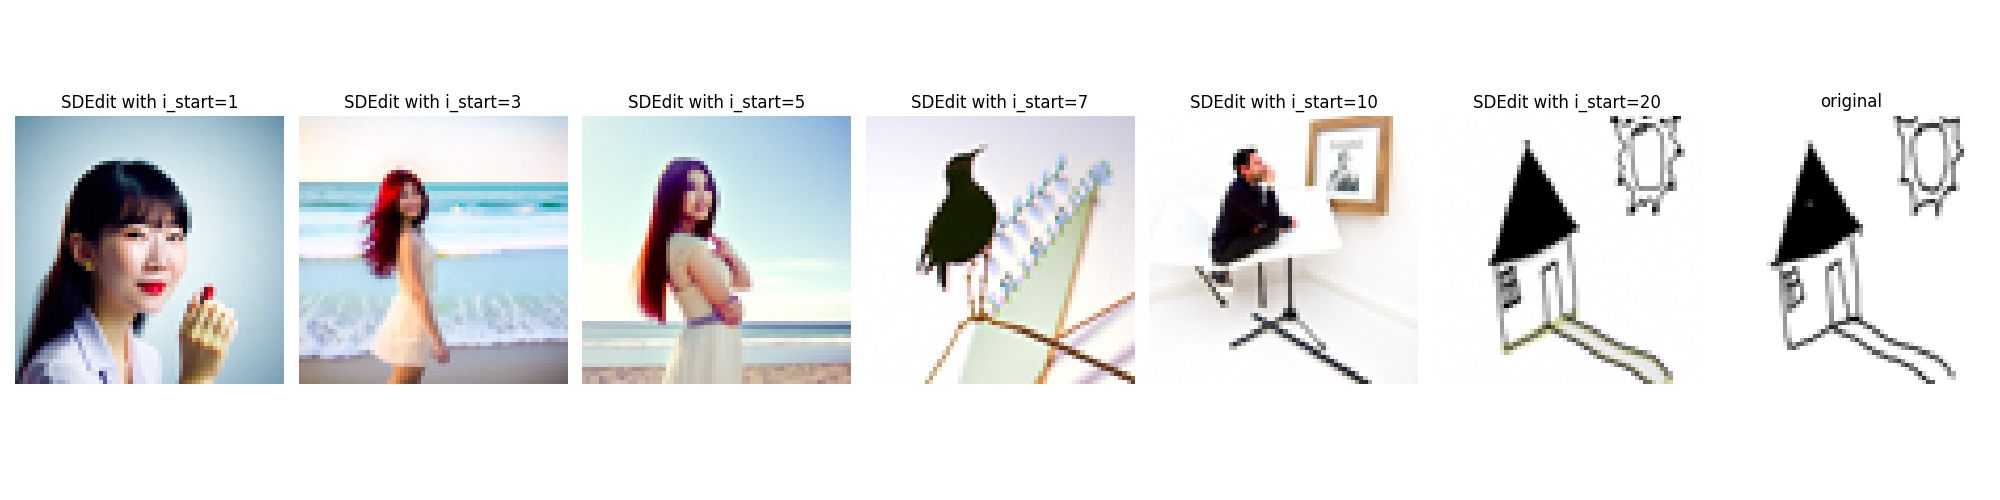 SDEdit with i_start=1
SDEdit with i_start=3
SDEdit with i_start=5
SDEdit with i_start=7
SDEdit with i_start=10
SDEdit with i_start=20
original